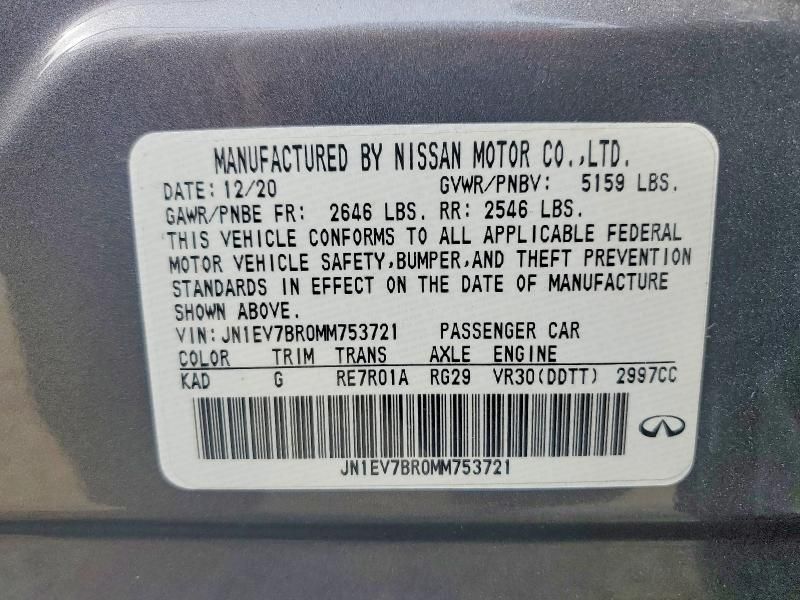 MANUFACTURED BY NISSAN MOTOR CO.,LTD.
DATE: 12/20 GVWR/PNBV: 5159 LBS.
GAWR/PNBE FR: 2646 LBS. RR: 2546 LBS.
THIS VEHICLE CONFORMS TO ALL APPLICABLE FEDERAL
MOTOR VEHICLE SAFETY,BUMPER,AND THEFT PREVENTION
STANDARDS IN EFFECT ON THE DATE OF MANUFACTURE
SHOWN ABOVE.
VIN: JN1EV7BR0MM753721 PASSENGER CAR
COLOR TRIM TRANS AXLE ENGINE
KAD G RE7R01A RG29 VR30(DDTT) 2997CC
JN1EV7BR0MM753721